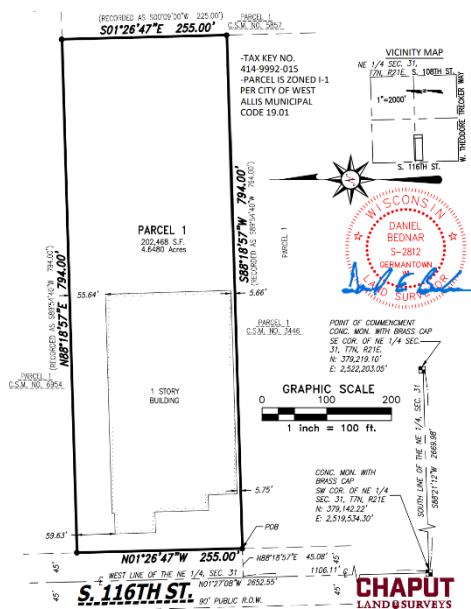 (RECORDED AS S00°09'00"W 225.00')
S01°26'47"E 255.00'
PARCEL 1
C.S.M. NO. 5857
-TAX KEY NO.
414-9992-015
-PARCEL IS ZONED I-1
PER CITY OF WEST
ALLIS MUNICIPAL
CODE 19.01
VICINITY MAP
NE 1/4 SEC. 31,
T7N, R21E
S. 108TH ST.
1"=2000'
W. THEODORE TRECKER WAY
S. 116TH ST.
N
WISCONSIN
DANIEL
BEDNAR
S-2812
GERMANTOWN
WI
LAND SURVEYOR
PARCEL 1
202,468 S.F.
4.6480 Acres
S88°18'57"W 794.00'
(RECORDED AS S89°54'40"W 794.00')
PARCEL 1
N88°18'57"E 794.00'
(RECORDED AS S89°54'40"W 794.00')
55.64'
5.66'
PARCEL 1
C.S.M. NO. 3446
PARCEL 1
C.S.M. NO. 6954
1 STORY
BUILDING
POINT OF COMMENCMENT
CONC. MON. WITH BRASS CAP
SE COR. OF NE 1/4 SEC.
31, T7N, R21E.
N: 379,219.10'
E: 2,522,203.05'
GRAPHIC SCALE
0 100 200
1 inch = 100 ft.
SOUTH LINE OF THE NE 1/4, SEC. 31
S88°21'12"W 2669.98'
CONC. MON. WITH
BRASS CAP
SW COR. OF NE 1/4
SEC. 31, T7N, R21E
N: 379,142.22'
E: 2,519,534.30'
5.75'
59.63'
POB
N01°26'47"W 255.00'
N88°18'57"E 45.08'
45'
45'
WEST LINE OF THE NE 1/4, SEC. 31
N01°27'08"W 2652.55'
1106.11'
45'
45'
S. 116TH ST.
90' PUBLIC R.O.W.
CHAPUT
LAND SURVEYS